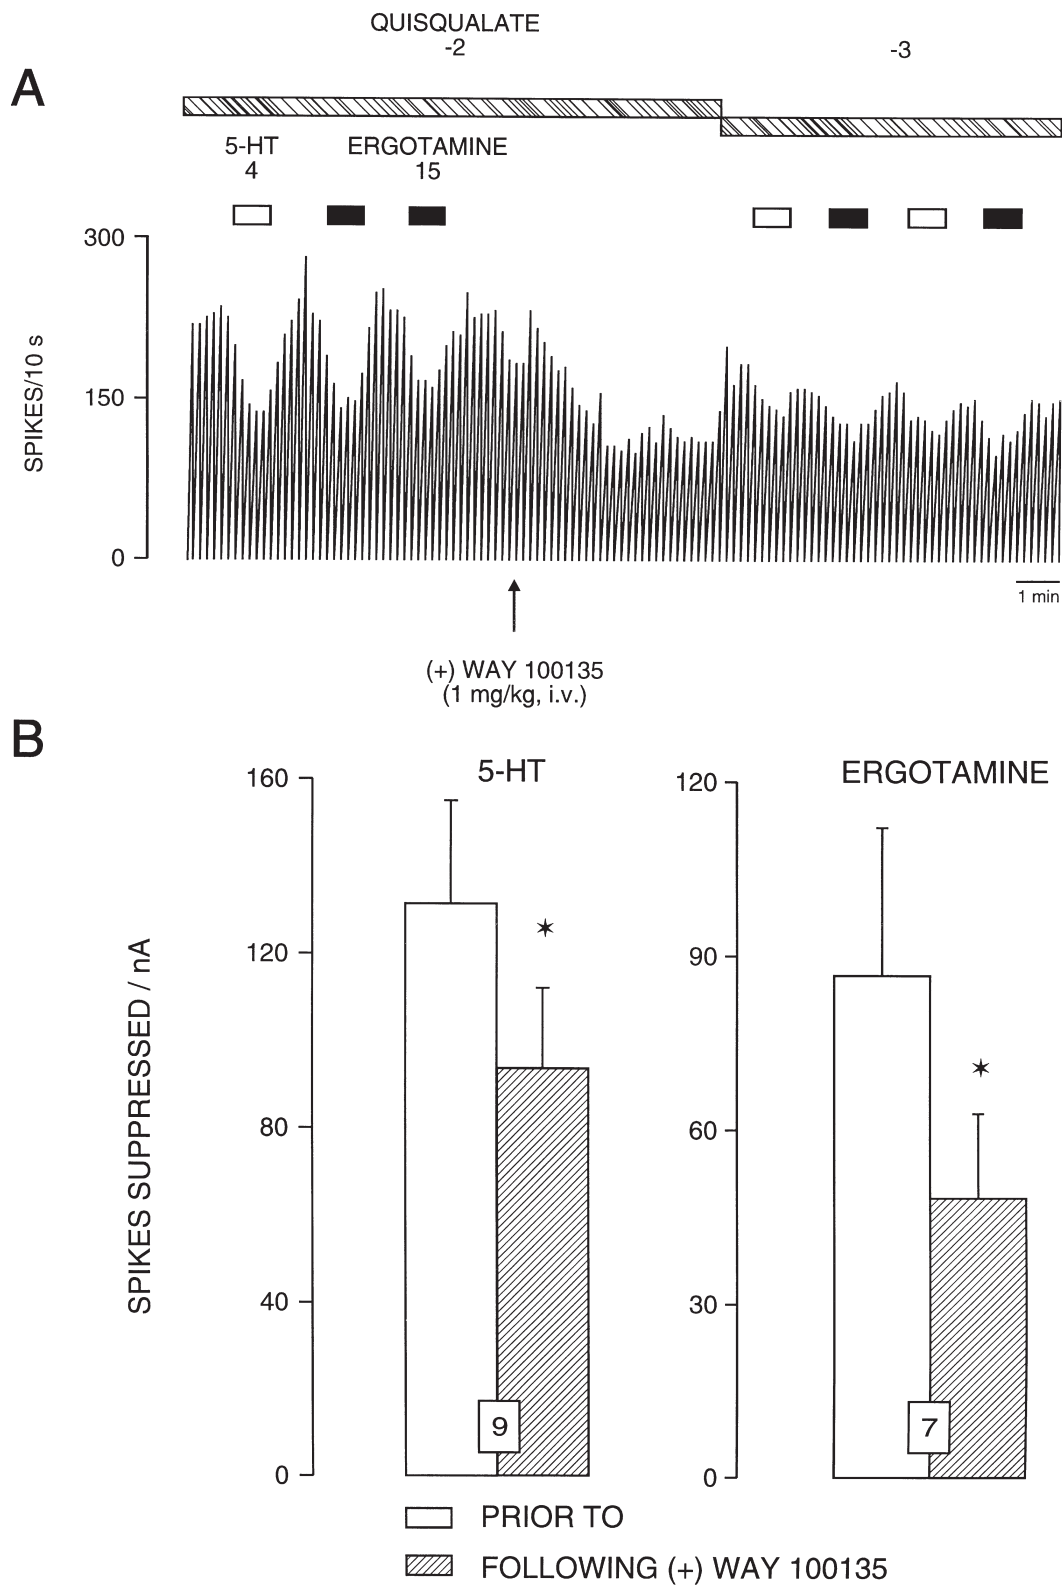 QUISQUALATE
-2
-3
A
5-HT
4
ERGOTAMINE
15
300
150
0
SPIKES/10 s
1 min
(+) WAY 100135
(1 mg/kg, i.v.)
B
5-HT
160
120
80
40
0
SPIKES SUPPRESSED / nA
✶
9
ERGOTAMINE
120
90
60
30
0
✶
7
PRIOR TO
FOLLOWING (+) WAY 100135